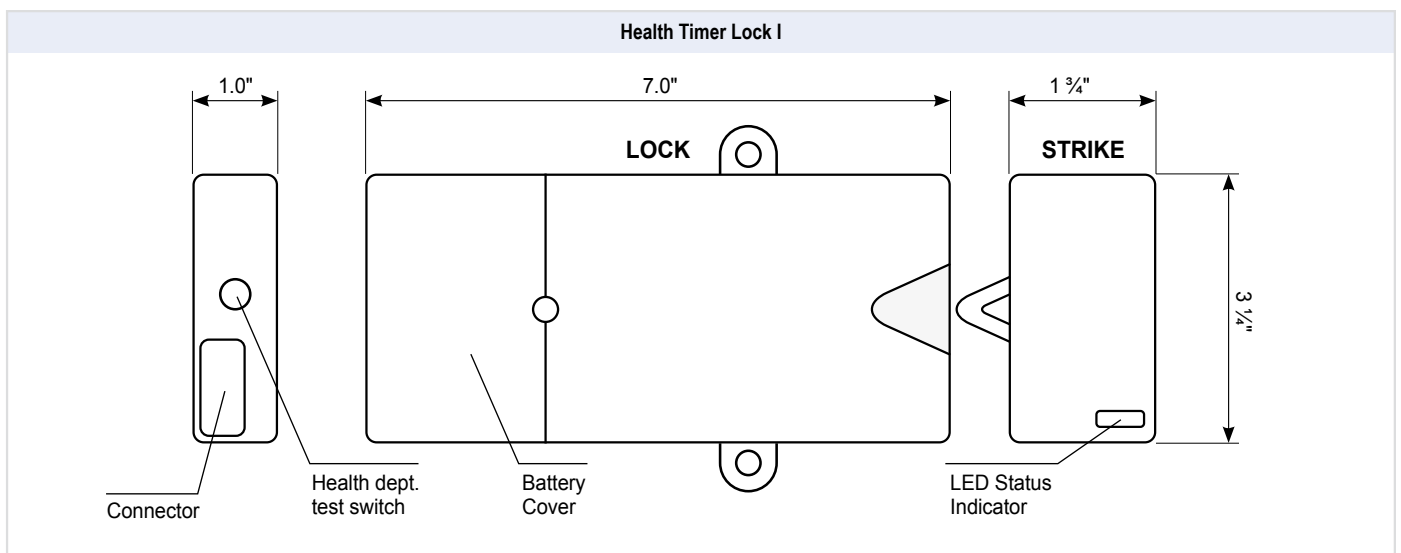 Health Timer Lock I
1.0"
7.0"
1 ¾"
LOCK
STRIKE
3 ¼"
Connector
Health dept.
test switch
Battery
Cover
LED Status
Indicator